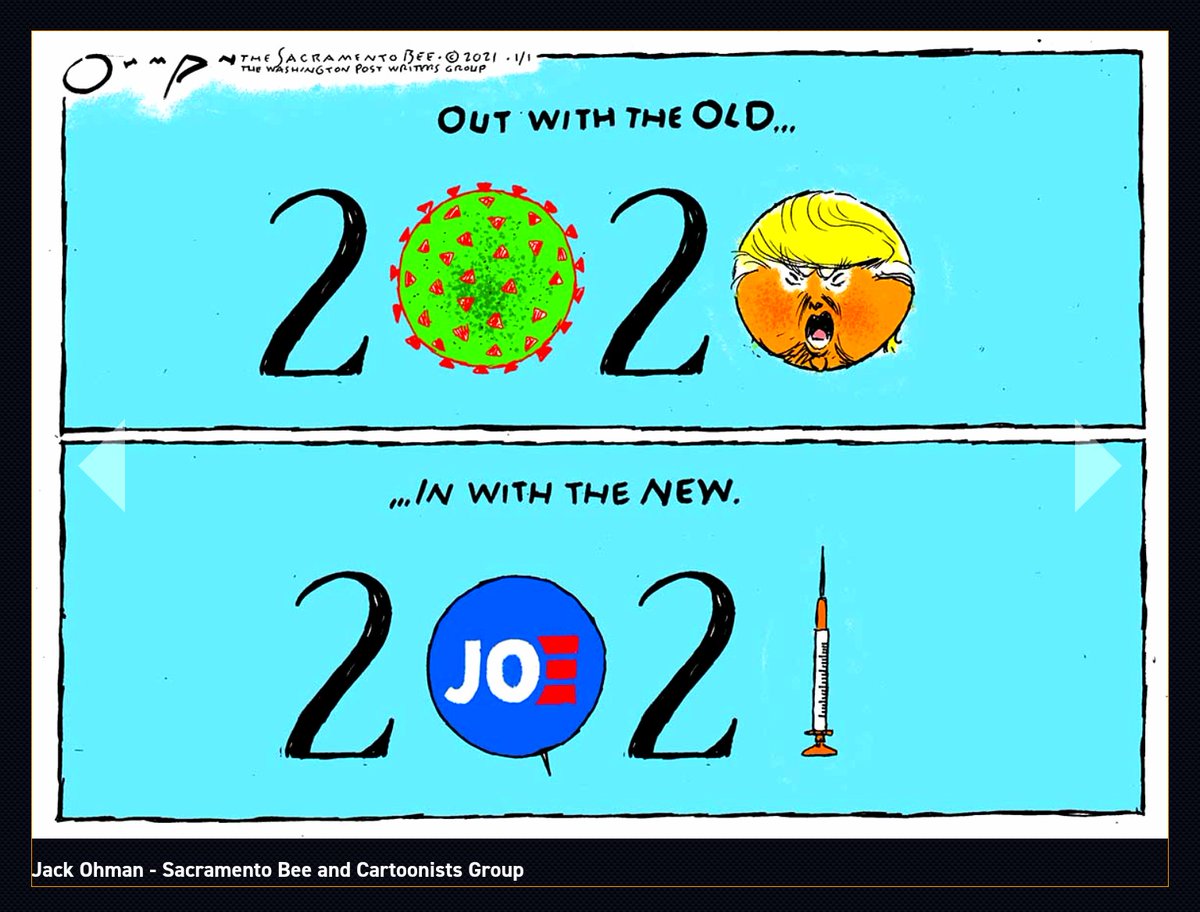 Ohman THE SACRAMENTO BEE · © 2021 · 1/1
THE WASHINGTON POST WRITERS GROUP
OUT WITH THE OLD...
2 2
...IN WITH THE NEW.
2 JOE 2
Jack Ohman - Sacramento Bee and Cartoonists Group